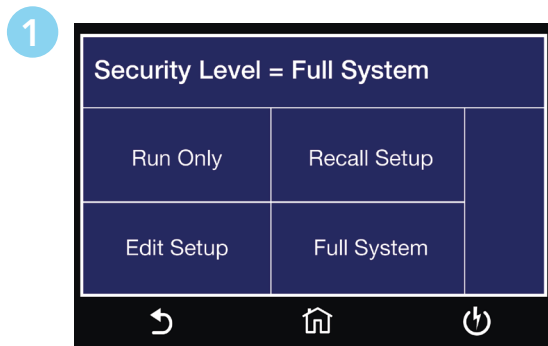 1
Security Level = Full System
Run Only
Recall Setup
Edit Setup
Full System